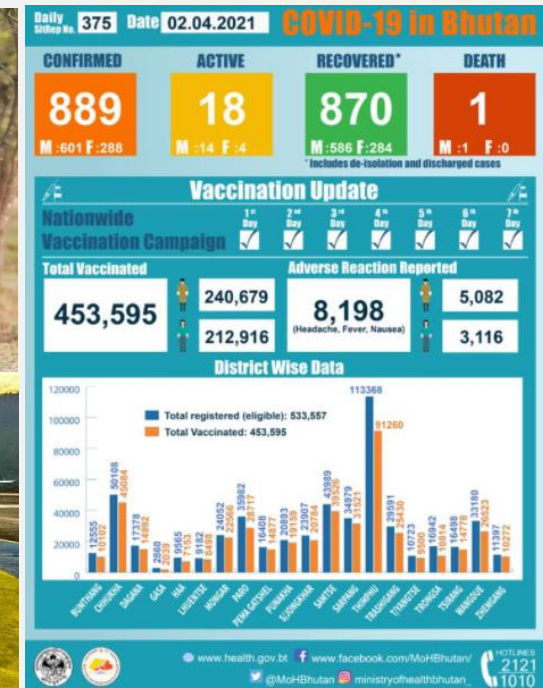 Daily SitRep No. 375 Date 02.04.2021 COVID-19 in Bhutan
CONFIRMED ACTIVE RECOVERED* DEATH
889 18 870 1
M :601 F :288 M :14 F :4 M :586 F :284 M :1 F :0
* Includes de-isolation and discharged cases
Vaccination Update
Nationwide Vaccination Campaign
1st Day 2nd Day 3rd Day 4th Day 5th Day 6th Day 7th Day
Total Vaccinated Adverse Reaction Reported
453,595 240,679 212,916
8,198 5,082 3,116
(Headache, Fever, Nausea)
District Wise Data
Total registered (eligible): 533,557
Total Vaccinated: 453,595
120000
100000
80000
60000
40000
20000
0
12555 10102
50108 45084
17378 14992
2860 2039
9565 7153
9182 8498
24052 22566
35982 28717
16408 14877
20893 19159
23907 20784
43989 39526
34979 31521
113368 91260
29591 25430
10723 9506
16942 10814
16498 14778
33180 26523
11397 10272
BUMTHANG CHHUKHA DAGANA GASA HAA LHUENTSE MONGAR PARO PEMA GATSHEL PUNAKHA S/JONGKHAR SAMTSE SARPANG THIMPHU TRASHIGANG T/YANGTSE TRONGSA TSIRANG WANGDUE ZHEMGANG
www.health.gov.bt www.facebook.com/MoHBhutan/
@MoHBhutan ministryofhealthbhutan_
HOTLINES
2121
1010